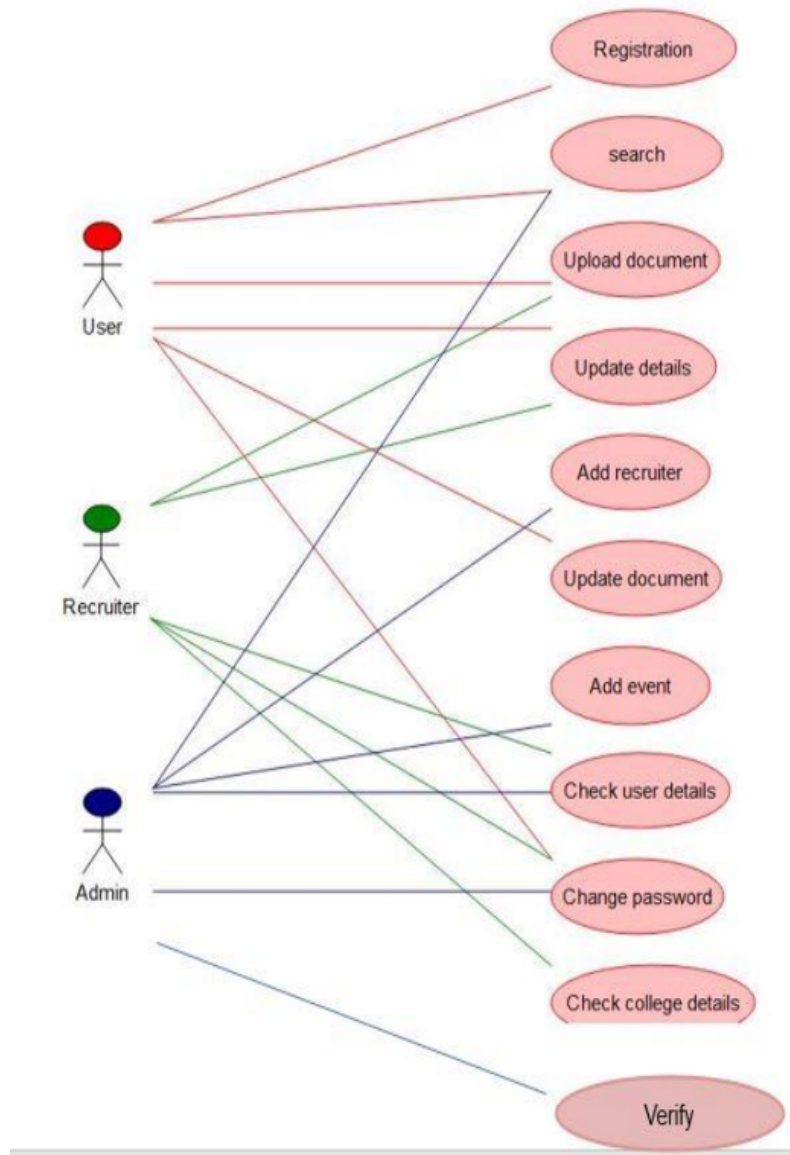 Registration
search
Upload document
User
Update details
Add recruiter
Update document
Recruiter
Add event
Check user details
Admin
Change password
Check college details
Verify